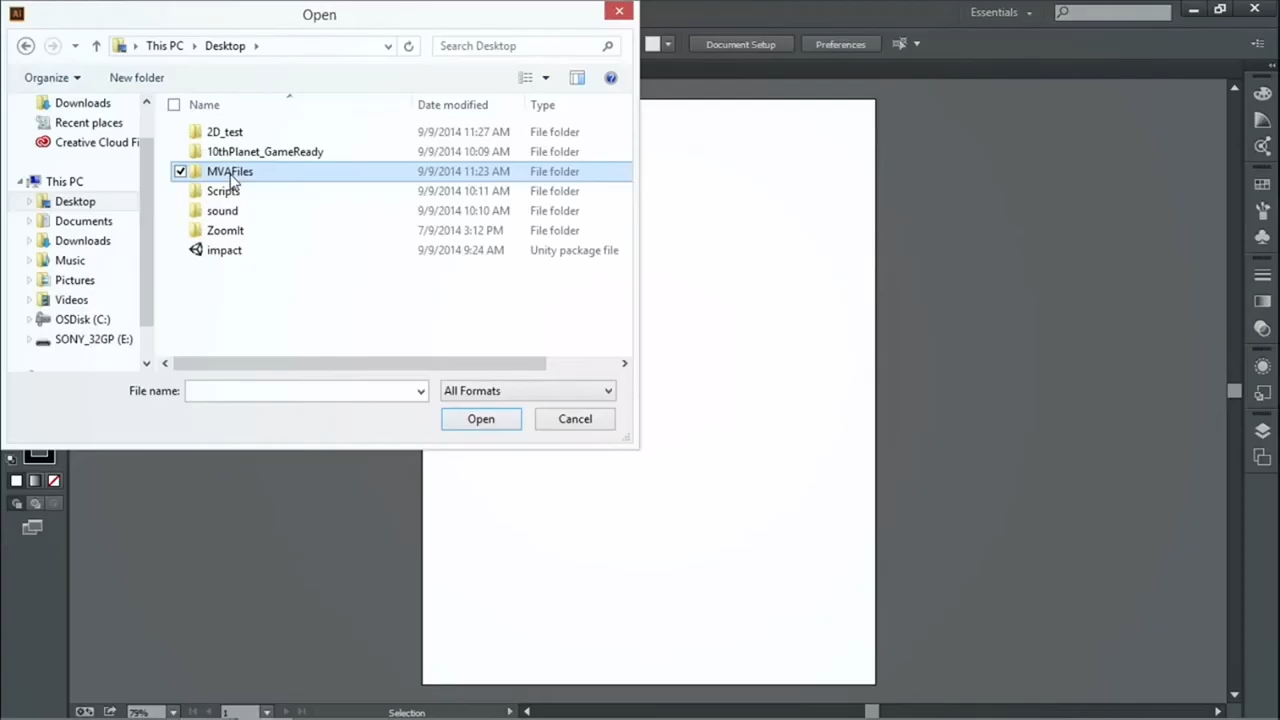 Ai Open
Essentials
This PC Desktop
Search Desktop
Document Setup
Preferences
Organize New folder
Name Date modified Type
Downloads
Recent places
Creative Cloud Fi
This PC
Desktop
Documents
Downloads
Music
Pictures
Videos
OSDisk (C:)
SONY_32GP (E:)
2D_test 9/9/2014 11:27 AM File folder
10thPlanet_GameReady 9/9/2014 10:09 AM File folder
MVAFiles 9/9/2014 11:23 AM File folder
Scripts 9/9/2014 10:11 AM File folder
sound 9/9/2014 10:10 AM File folder
ZoomIt 7/9/2014 3:12 PM File folder
impact 9/9/2014 9:24 AM Unity package file
File name: All Formats
Open Cancel
79% 1 Selection